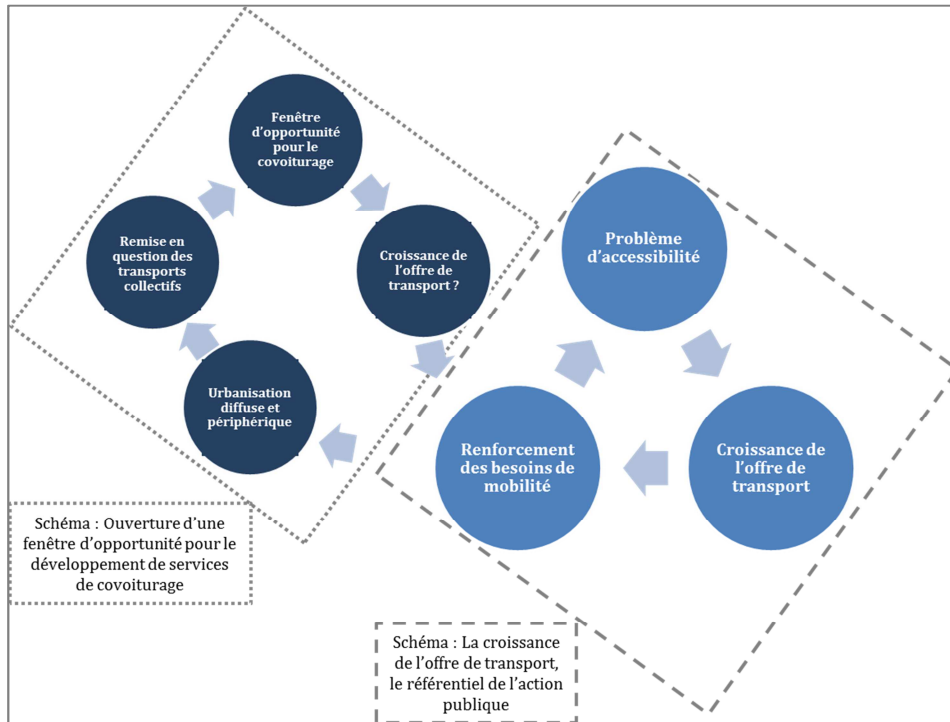 Fenêtre
d'opportunité
pour le
covoiturage
Remise en
question des
transports
collectifs
Croissance de
l'offre de
transport ?
Urbanisation
diffuse et
périphérique
Schéma : Ouverture d'une
fenêtre d'opportunité pour le
développement de services
de covoiturage
Problème
d'accessibilité
Renforcement
des besoins de
mobilité
Croissance de
l'offre de
transport
Schéma : La croissance
de l'offre de transport,
le référentiel de l'action
publique